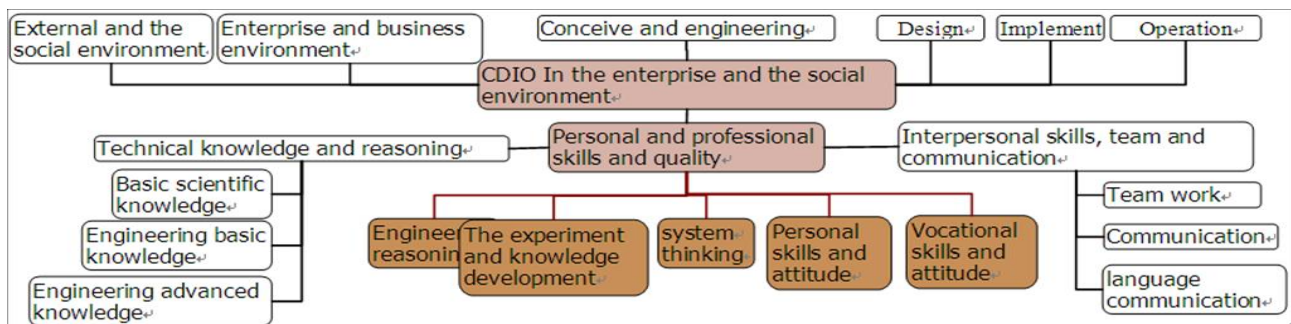 External and the
social environment
Enterprise and business
environment
Conceive and engineering
Design
Implement
Operation
CDIO In the enterprise and the social
environment
Technical knowledge and reasoning
Personal and professional
skills and quality
Interpersonal skills, team and
communication
Basic scientific
knowledge
Engineering basic
knowledge
Engineering advanced
knowledge
Enginee
reasonin
The experiment
and knowledge
development
system
thinking
Personal
skills and
attitude
Vocational
skills and
attitude
Team work
Communication
language
communication